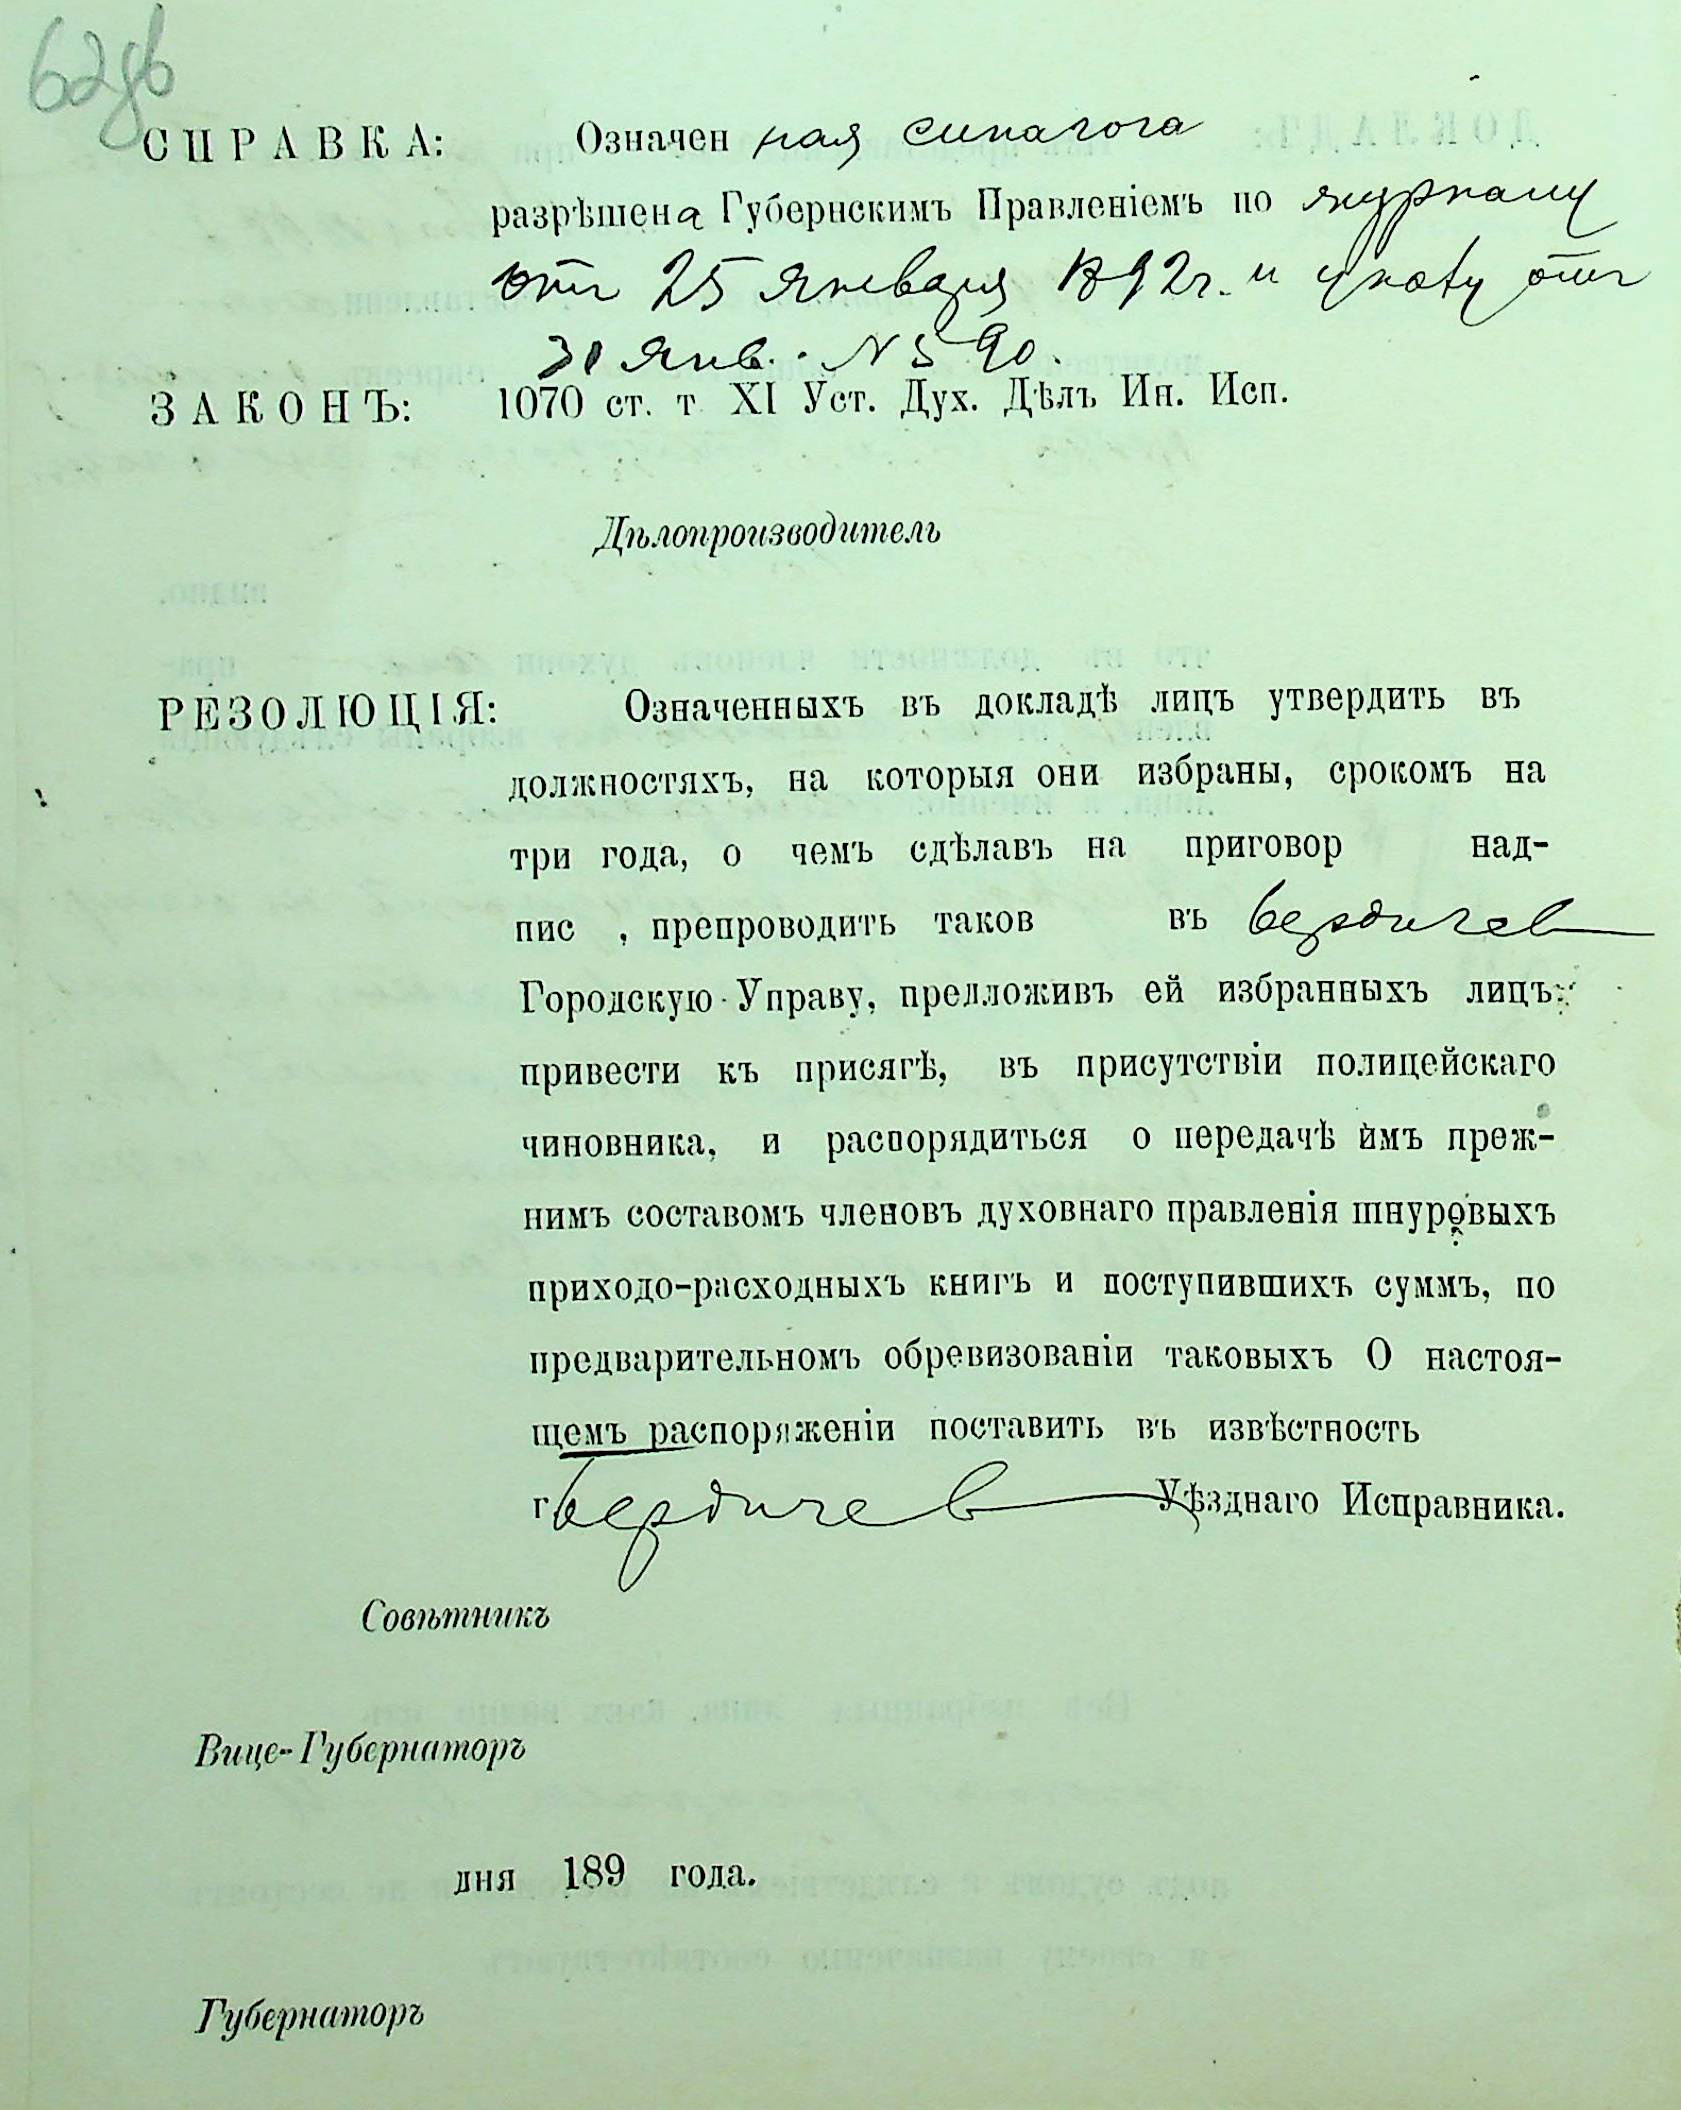 62об
СПРАВКА: Означенная синагога
разрѣшена Губернскимъ Правленіемъ по журналу
отъ 25 Января 1892г. и указу отъ
31 Янв. № 590.
ЗАКОНЪ: 1070 ст. т XI Уст. Дух. Дѣлъ Ин. Исп.
Дѣлопроизводитель
РЕЗОЛЮЦІЯ: Означенныхъ въ докладѣ лицъ утвердить въ
должностяхъ, на которыя они избраны, срокомъ на
три года, о чемъ сдѣлавъ на приговор над-
пис , препроводить таков въ Бердичев
Городскую Управу, предложивъ ей избранныхъ лицъ
привести къ присягѣ, въ присутствіи полицейскаго
чиновника, и распорядиться о передачѣ имъ преж-
нимъ составомъ членовъ духовнаго правленія шнуровыхъ
приходо-расходныхъ книгъ и поступившихъ суммъ, по
предварительномъ обревизованіи таковыхъ О настоя-
щемъ распоряженіи поставить въ извѣстность
г Бердичев Уѣзднаго Исправника.
Совѣтникъ
Вице-Губернаторъ
дня 189 года.
Губернаторъ